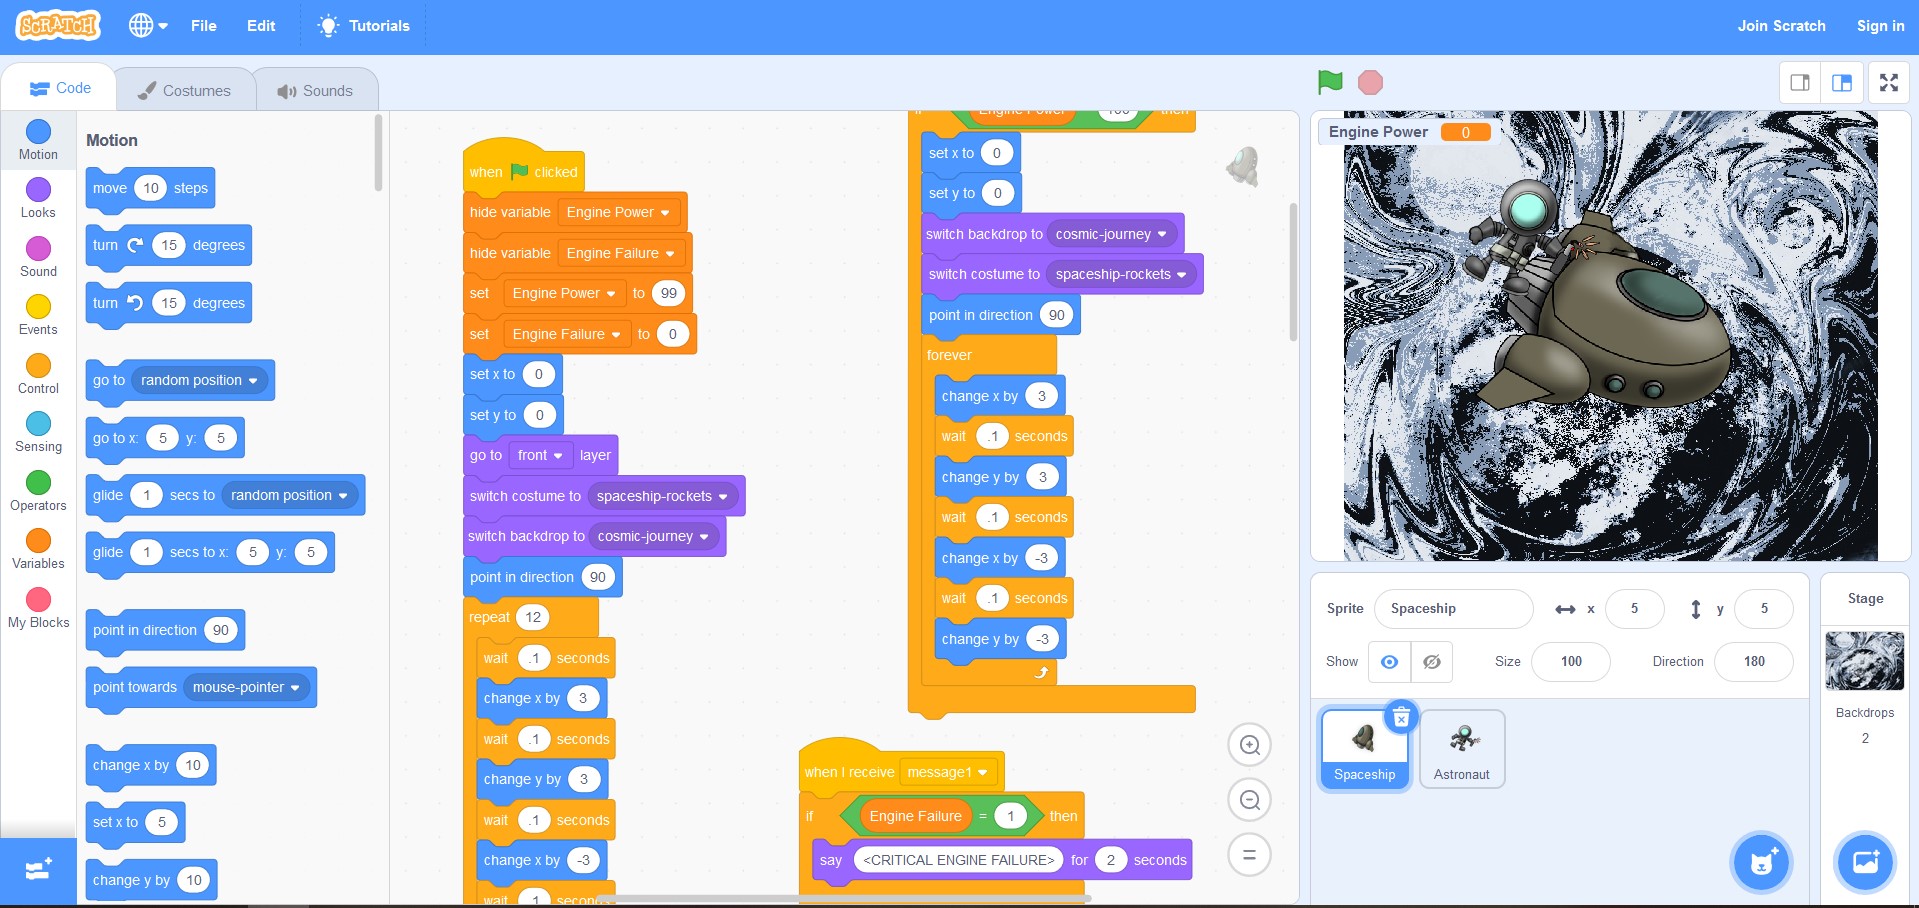 SCRATCH File Edit Tutorials Join Scratch Sign in
Code Costumes Sounds
Motion
Looks
Sound
Events
Control
Sensing
Operators
Variables
My Blocks
Motion
move 10 steps
turn 15 degrees
turn 15 degrees
go to random position
go to x: 5 y: 5
glide 1 secs to random position
glide 1 secs to x: 5 y: 5
point in direction 90
point towards mouse-pointer
change x by 10
set x to 5
change y by 10
when clicked
hide variable Engine Power
hide variable Engine Failure
set Engine Power to 99
set Engine Failure to 0
set x to 0
set y to 0
go to front layer
switch costume to spaceship-rockets
switch backdrop to cosmic-journey
point in direction 90
repeat 12
wait .1 seconds
change x by 3
wait .1 seconds
change y by 3
wait .1 seconds
change x by -3
wait .1 seconds
if Engine Power 100 then
set x to 0
set y to 0
switch backdrop to cosmic-journey
switch costume to spaceship-rockets
point in direction 90
forever
change x by 3
wait .1 seconds
change y by 3
wait .1 seconds
change x by -3
wait .1 seconds
change y by -3
when I receive message1
if Engine Failure = 1 then
say <CRITICAL ENGINE FAILURE> for 2 seconds
Engine Power 0
Sprite Spaceship x 5 y 5
Show Size 100 Direction 180
Spaceship
Astronaut
Stage
Backdrops
2